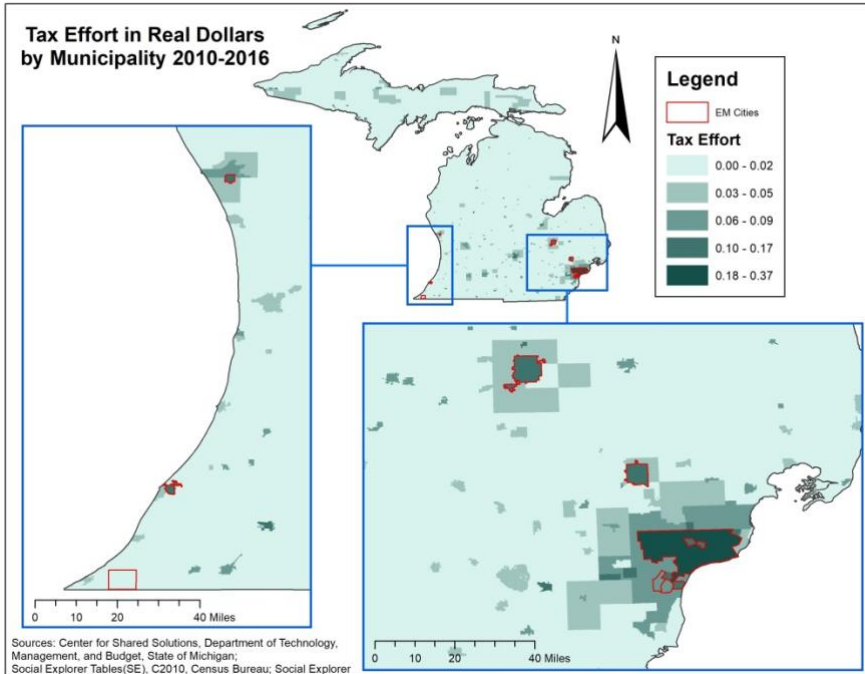 Tax Effort in Real Dollars
by Municipality 2010-2016
N
Legend
EM Cities
Tax Effort
0.00 - 0.02
0.03 - 0.05
0.06 - 0.09
0.10 - 0.17
0.18 - 0.37
0 20 40 Miles
0 20 40 Miles
Sources: Center for Shared Solutions, Department of Technology,
Management, and Budget, State of Michigan;
Social Explorer Tables(SE), C2010, Census Bureau; Social Explorer